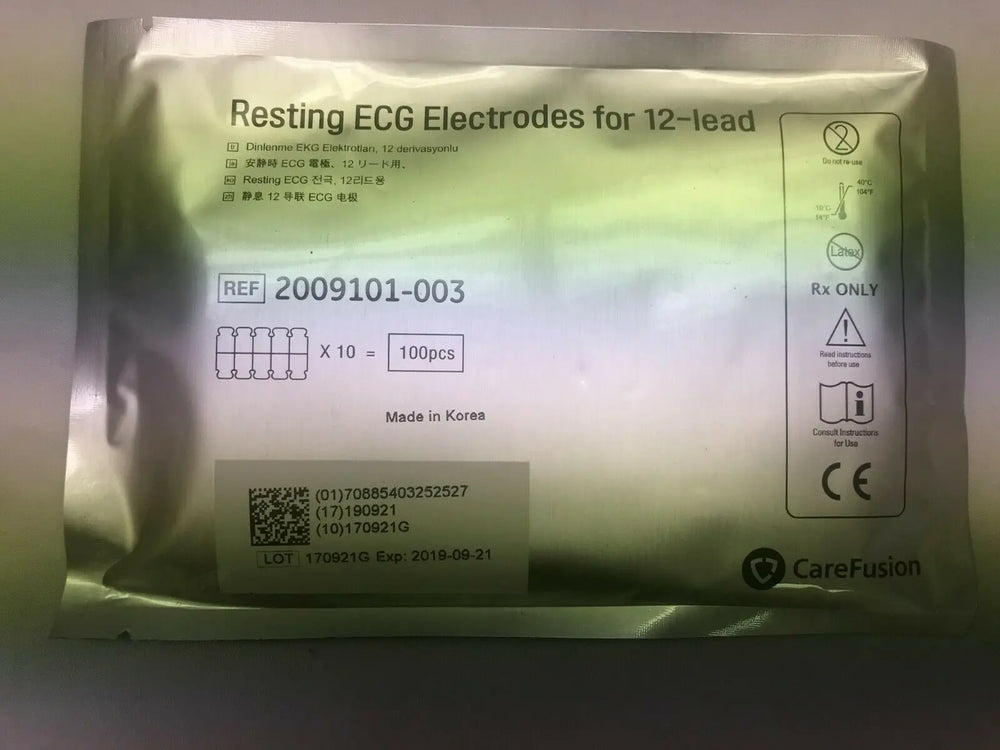 Resting ECG Electrodes for 12-lead
tr Dinlenme EKG Elektrotları, 12 derivasyonlu
安静時 ECG 電極、12 リード用、
Resting ECG 전극, 12리드용
静息 12 导联 ECG 电极
REF 2009101-003
X 10 = 100pcs
Made in Korea
(01)70885403252527
(17)190921
(10)170921G
LOT 170921G Exp: 2019-09-21
2
Do not re-use
40°C
104°F
14°F
Latex
Rx ONLY
!
Read instructions
before use
i
Consult Instructions
for Use
CE
CareFusion